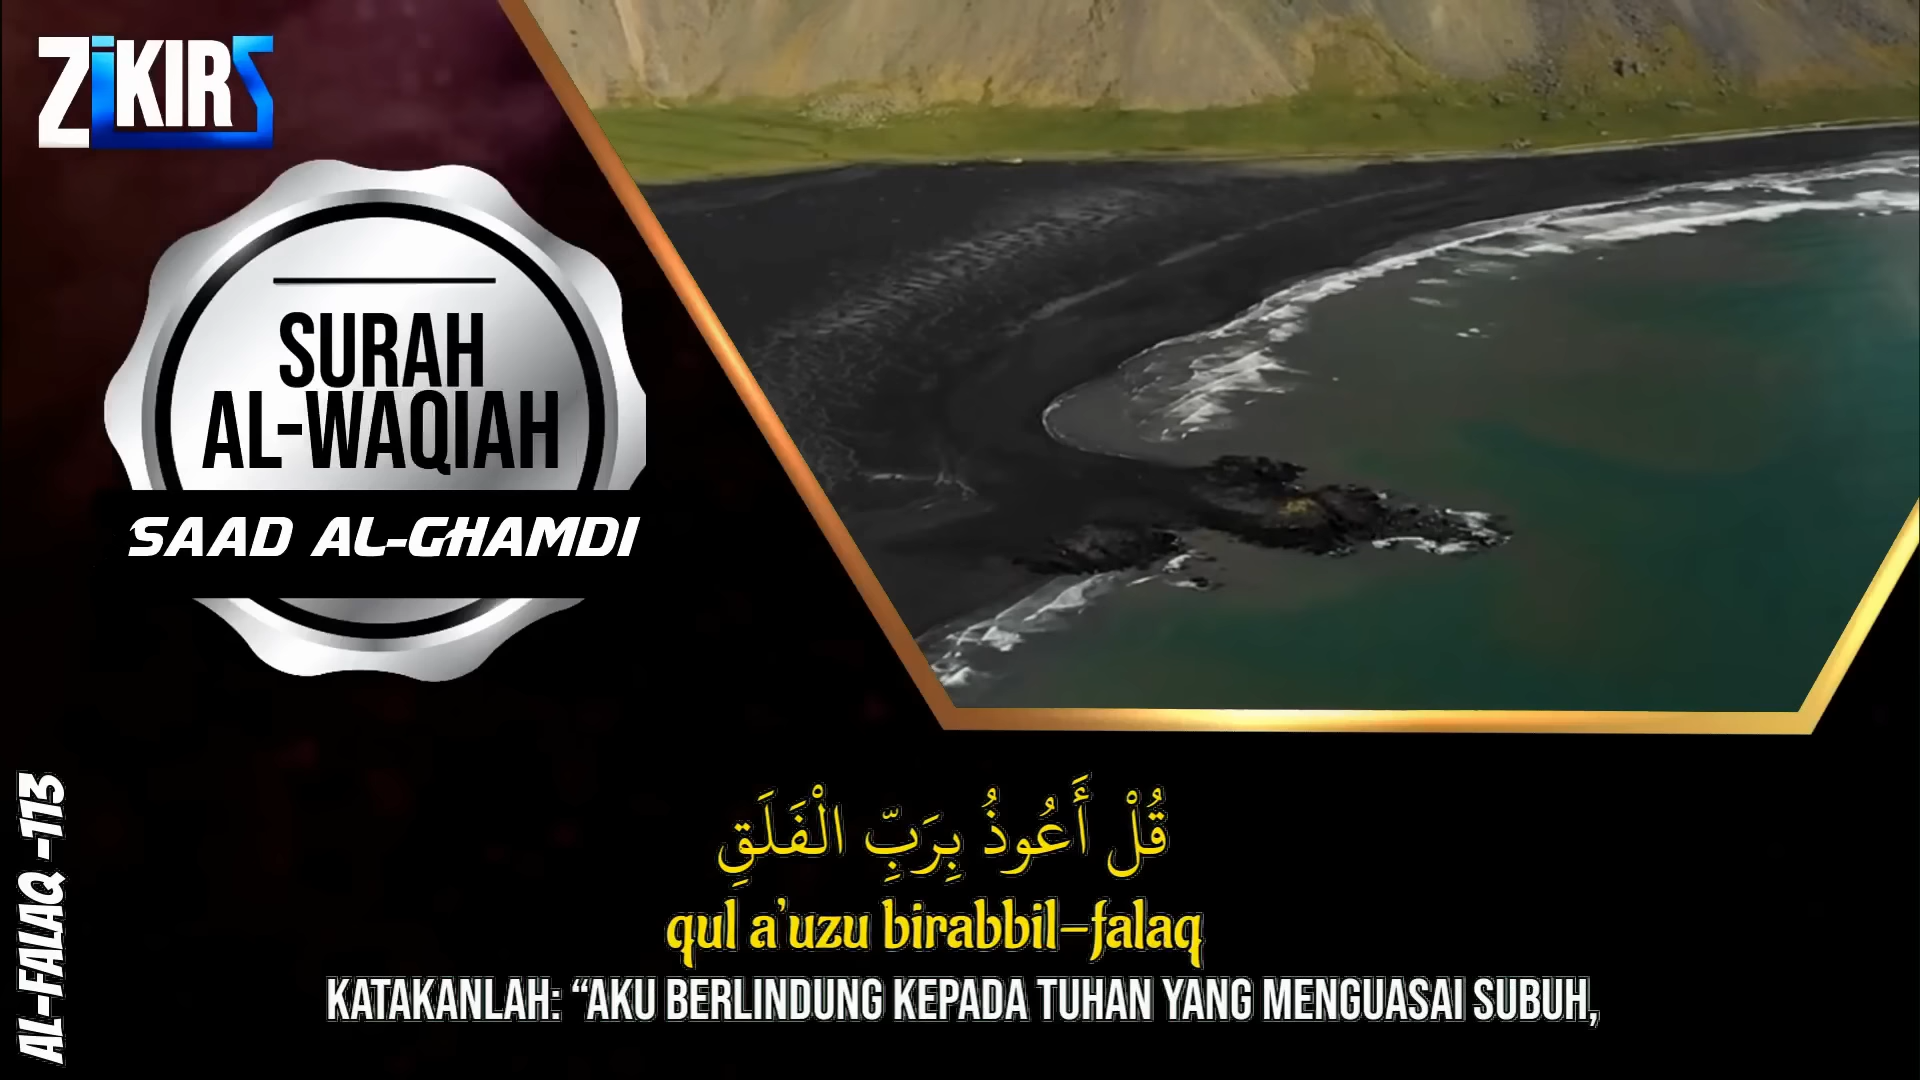 ZiKIRS
SURAH
AL-WAQIAH
SAAD AL-GHAMDI
AL-FALAQ -113
قُلْ أَعُوذُ بِرَبِّ الْفَلَقِ
qul a'uzu birabbil-falaq
KATAKANLAH: “AKU BERLINDUNG KEPADA TUHAN YANG MENGUASAI SUBUH,